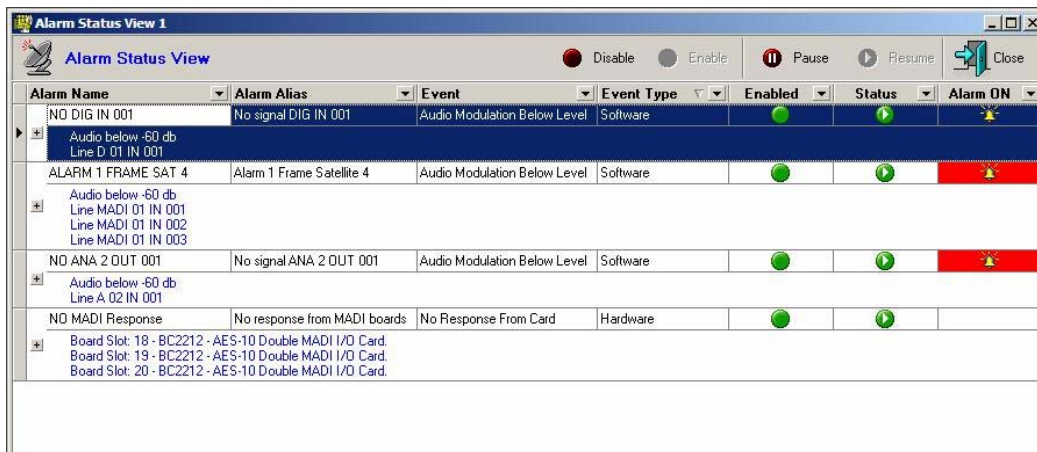 Alarm Status View 1
Alarm Status View Disable Enable Pause Resume Close
Alarm Name Alarm Alias Event Event Type Enabled Status Alarm ON
NO DIG IN 001 No signal DIG IN 001 Audio Modulation Below Level Software
Audio below -60 db
Line D 01 IN 001
ALARM 1 FRAME SAT 4 Alarm 1 Frame Satellite 4 Audio Modulation Below Level Software
Audio below -60 db
Line MADI 01 IN 001
Line MADI 01 IN 002
Line MADI 01 IN 003
NO ANA 2 OUT 001 No signal ANA 2 OUT 001 Audio Modulation Below Level Software
Audio below -60 db
Line A 02 IN 001
NO MADI Response No response from MADI boards No Response From Card Hardware
Board Slot: 18 - BC2212 - AES-10 Double MADI I/O Card.
Board Slot: 19 - BC2212 - AES-10 Double MADI I/O Card.
Board Slot: 20 - BC2212 - AES-10 Double MADI I/O Card.